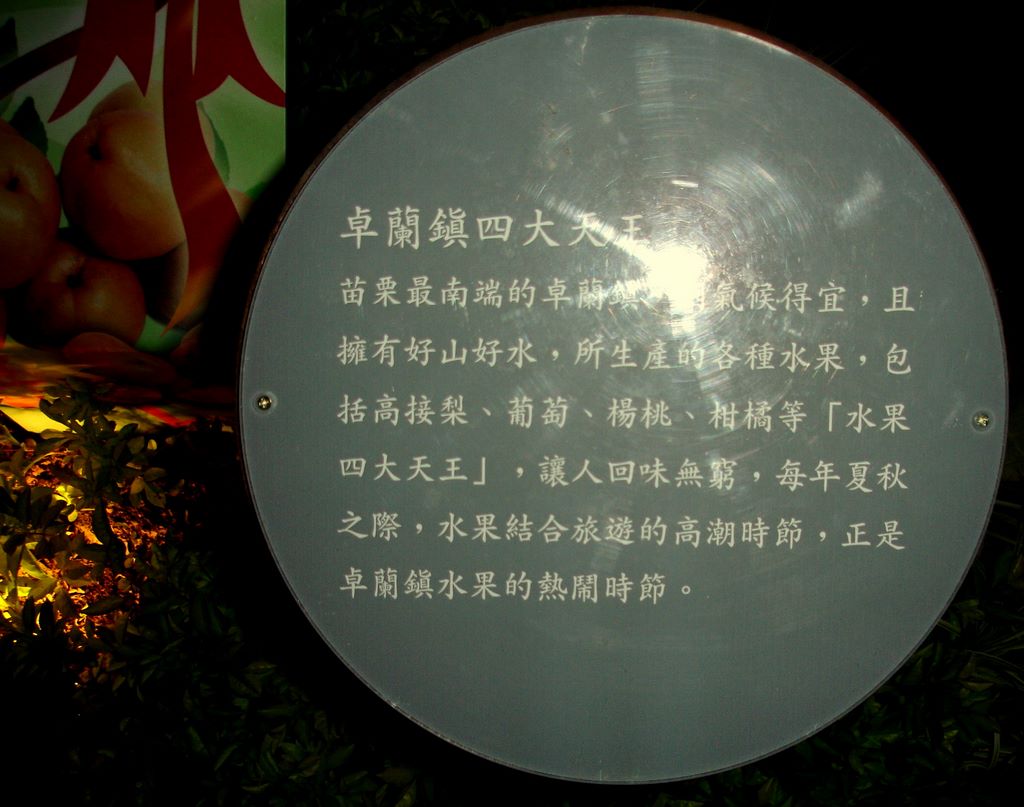 卓蘭鎮四大天王
苗栗最南端的卓蘭鎮 氣候得宜，且
擁有好山好水，所生產的各種水果，包
括高接梨、葡萄、楊桃、柑橘等「水果
四大天王」，讓人回味無窮，每年夏秋
之際，水果結合旅遊的高潮時節，正是
卓蘭鎮水果的熱鬧時節。